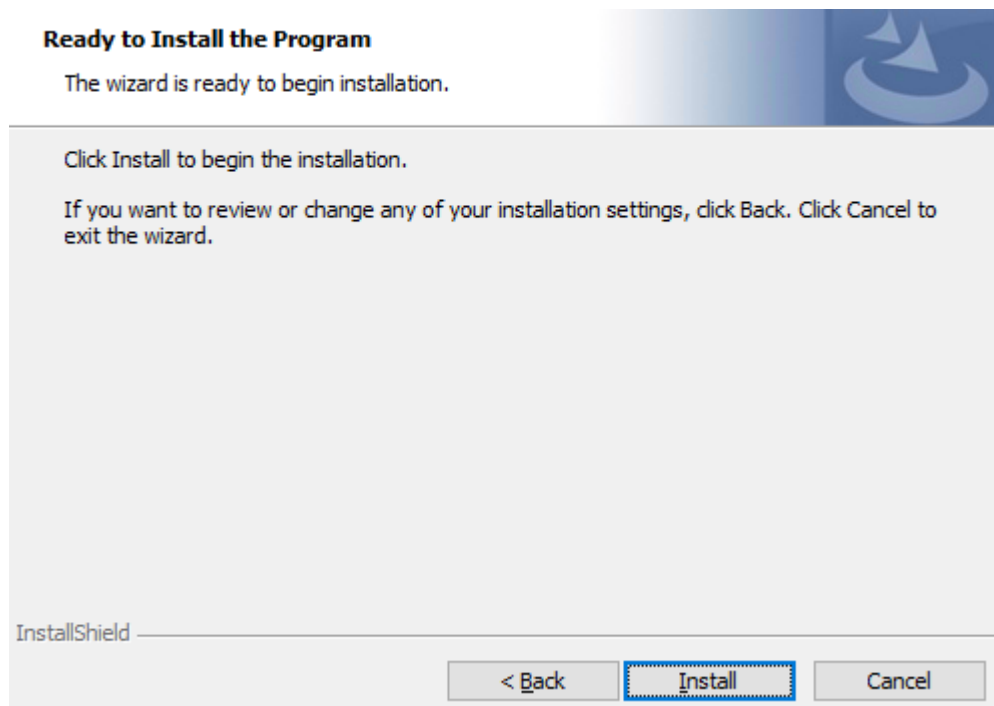 Ready to Install the Program
The wizard is ready to begin installation.
Click Install to begin the installation.
If you want to review or change any of your installation settings, click Back. Click Cancel to
exit the wizard.
InstallShield
< Back
Install
Cancel